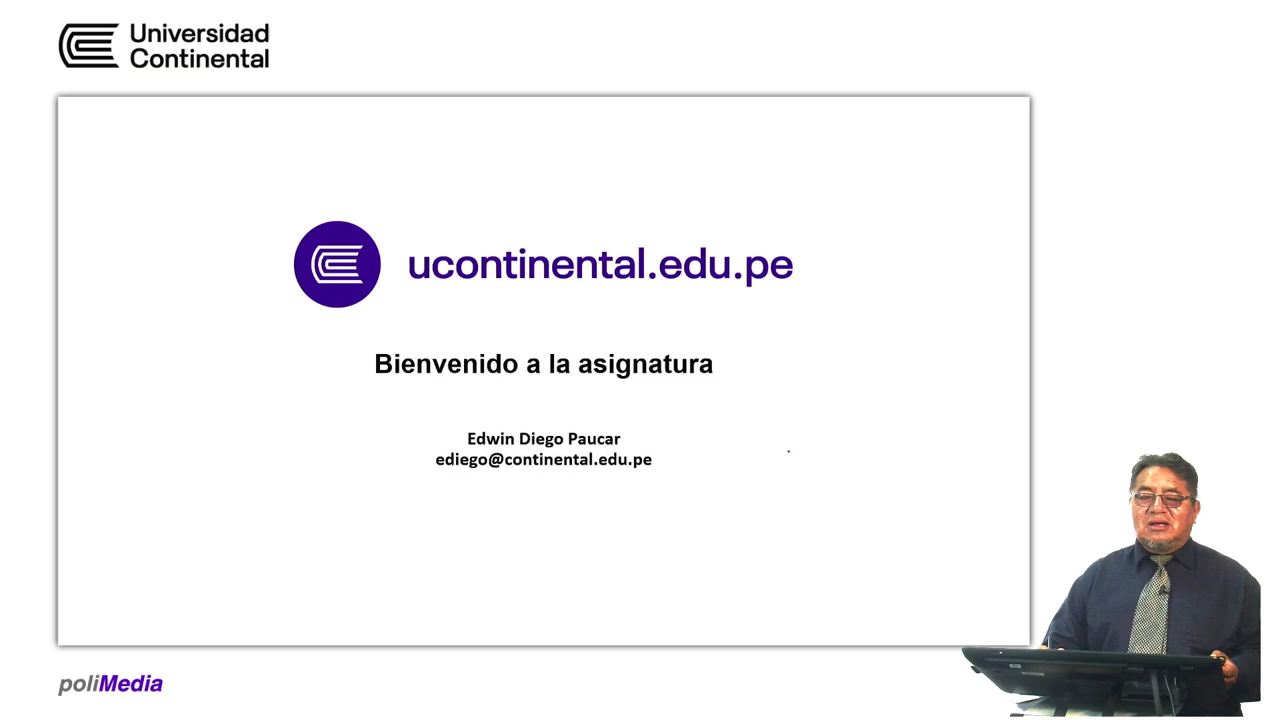 Universidad
Continental
ucontinental.edu.pe
Bienvenido a la asignatura
Edwin Diego Paucar
ediego@continental.edu.pe
poliMedia